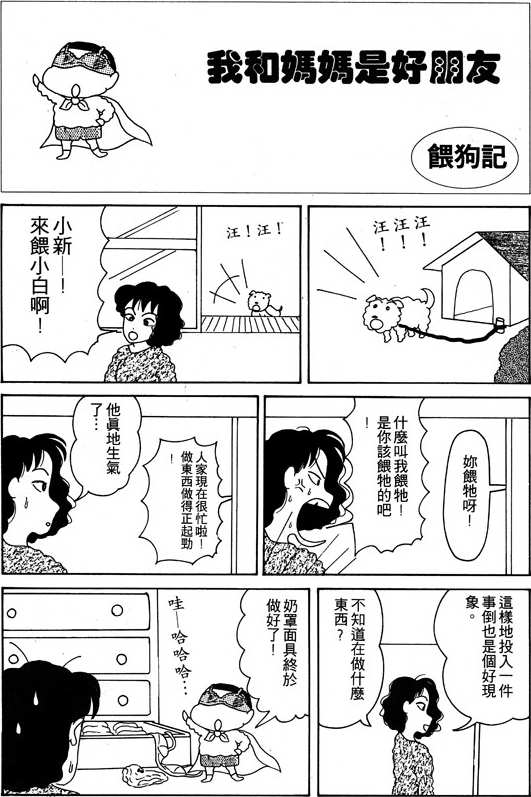 我和媽媽是好朋友
餵狗記
汪！
汪！
汪！
汪！汪！
小新─！
來餵小白啊！
妳餵牠呀！
什麼叫我餵牠！
是你該餵牠的吧
！
人家現在很忙啦！
做東西做得正起勁
！
他眞地生氣
了…
這樣地投入一件
事倒也是個好現
象。
不知道在做什麼
東西？
奶罩面具終於
做好了！
哇─哈哈哈…